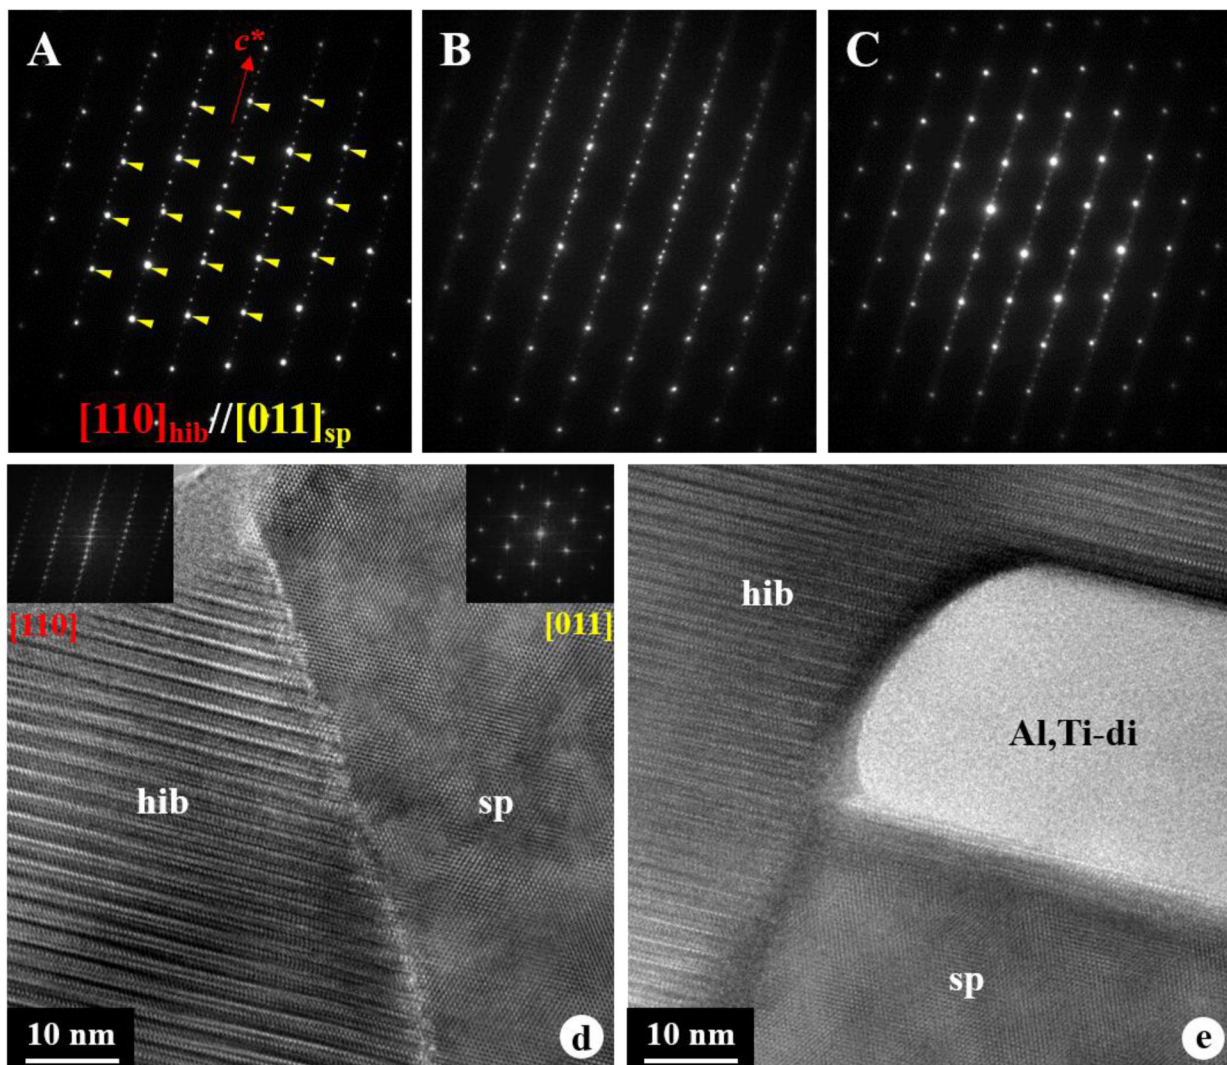 A
c*
B
C
[110]hib//[011]sp
[110]
[011]
hib
hib
sp
Al,Ti-di
sp
10 nm
d
10 nm
e